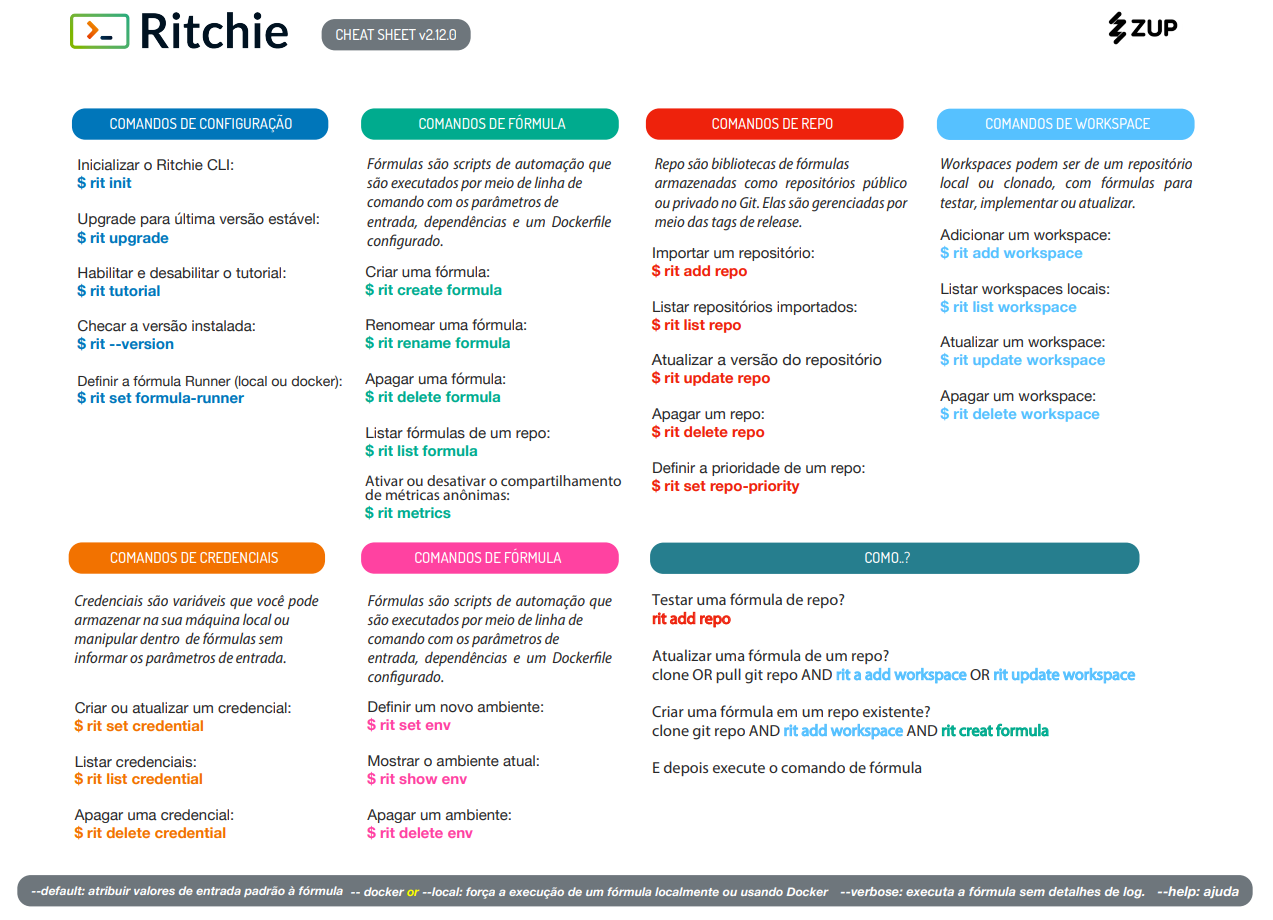 Ritchie
CHEAT SHEET v2.12.0
ZUP
COMANDOS DE CONFIGURAÇÃO
Inicializar o Ritchie CLI:
$ rit init
Upgrade para última versão estável:
$ rit upgrade
Habilitar e desabilitar o tutorial:
$ rit tutorial
Checar a versão instalada:
$ rit --version
Definir a fórmula Runner (local ou docker):
$ rit set formula-runner
COMANDOS DE FÓRMULA
Fórmulas são scripts de automação que
são executados por meio de linha de
comando com os parâmetros de
entrada, dependências e um Dockerfile
configurado.
Criar uma fórmula:
$ rit create formula
Renomear uma fórmula:
$ rit rename formula
Apagar uma fórmula:
$ rit delete formula
Listar fórmulas de um repo:
$ rit list formula
Ativar ou desativar o compartilhamento
de métricas anônimas:
$ rit metrics
COMANDOS DE REPO
Repo são bibliotecas de fórmulas
armazenadas como repositórios público
ou privado no Git. Elas são gerenciadas por
meio das tags de release.
Importar um repositório:
$ rit add repo
Listar repositórios importados:
$ rit list repo
Atualizar a versão do repositório
$ rit update repo
Apagar um repo:
$ rit delete repo
Definir a prioridade de um repo:
$ rit set repo-priority
COMANDOS DE WORKSPACE
Workspaces podem ser de um repositório
local ou clonado, com fórmulas para
testar, implementar ou atualizar.
Adicionar um workspace:
$ rit add workspace
Listar workspaces locais:
$ rit list workspace
Atualizar um workspace:
$ rit update workspace
Apagar um workspace:
$ rit delete workspace
COMANDOS DE CREDENCIAIS
Credenciais são variáveis que você pode
armazenar na sua máquina local ou
manipular dentro de fórmulas sem
informar os parâmetros de entrada.
Criar ou atualizar um credencial:
$ rit set credential
Listar credenciais:
$ rit list credential
Apagar uma credencial:
$ rit delete credential
COMANDOS DE FÓRMULA
Fórmulas são scripts de automação que
são executados por meio de linha de
comando com os parâmetros de
entrada, dependências e um Dockerfile
configurado.
Definir um novo ambiente:
$ rit set env
Mostrar o ambiente atual:
$ rit show env
Apagar um ambiente:
$ rit delete env
COMO..?
Testar uma fórmula de repo?
rit add repo
Atualizar uma fórmula de um repo?
clone OR pull git repo AND rit a add workspace OR rit update workspace
Criar uma fórmula em um repo existente?
clone git repo AND rit add workspace AND rit creat formula
E depois execute o comando de fórmula
--default: atribuir valores de entrada padrão à fórmula -- docker or --local: força a execução de um fórmula localmente ou usando Docker --verbose: executa a fórmula sem detalhes de log. --help: ajuda